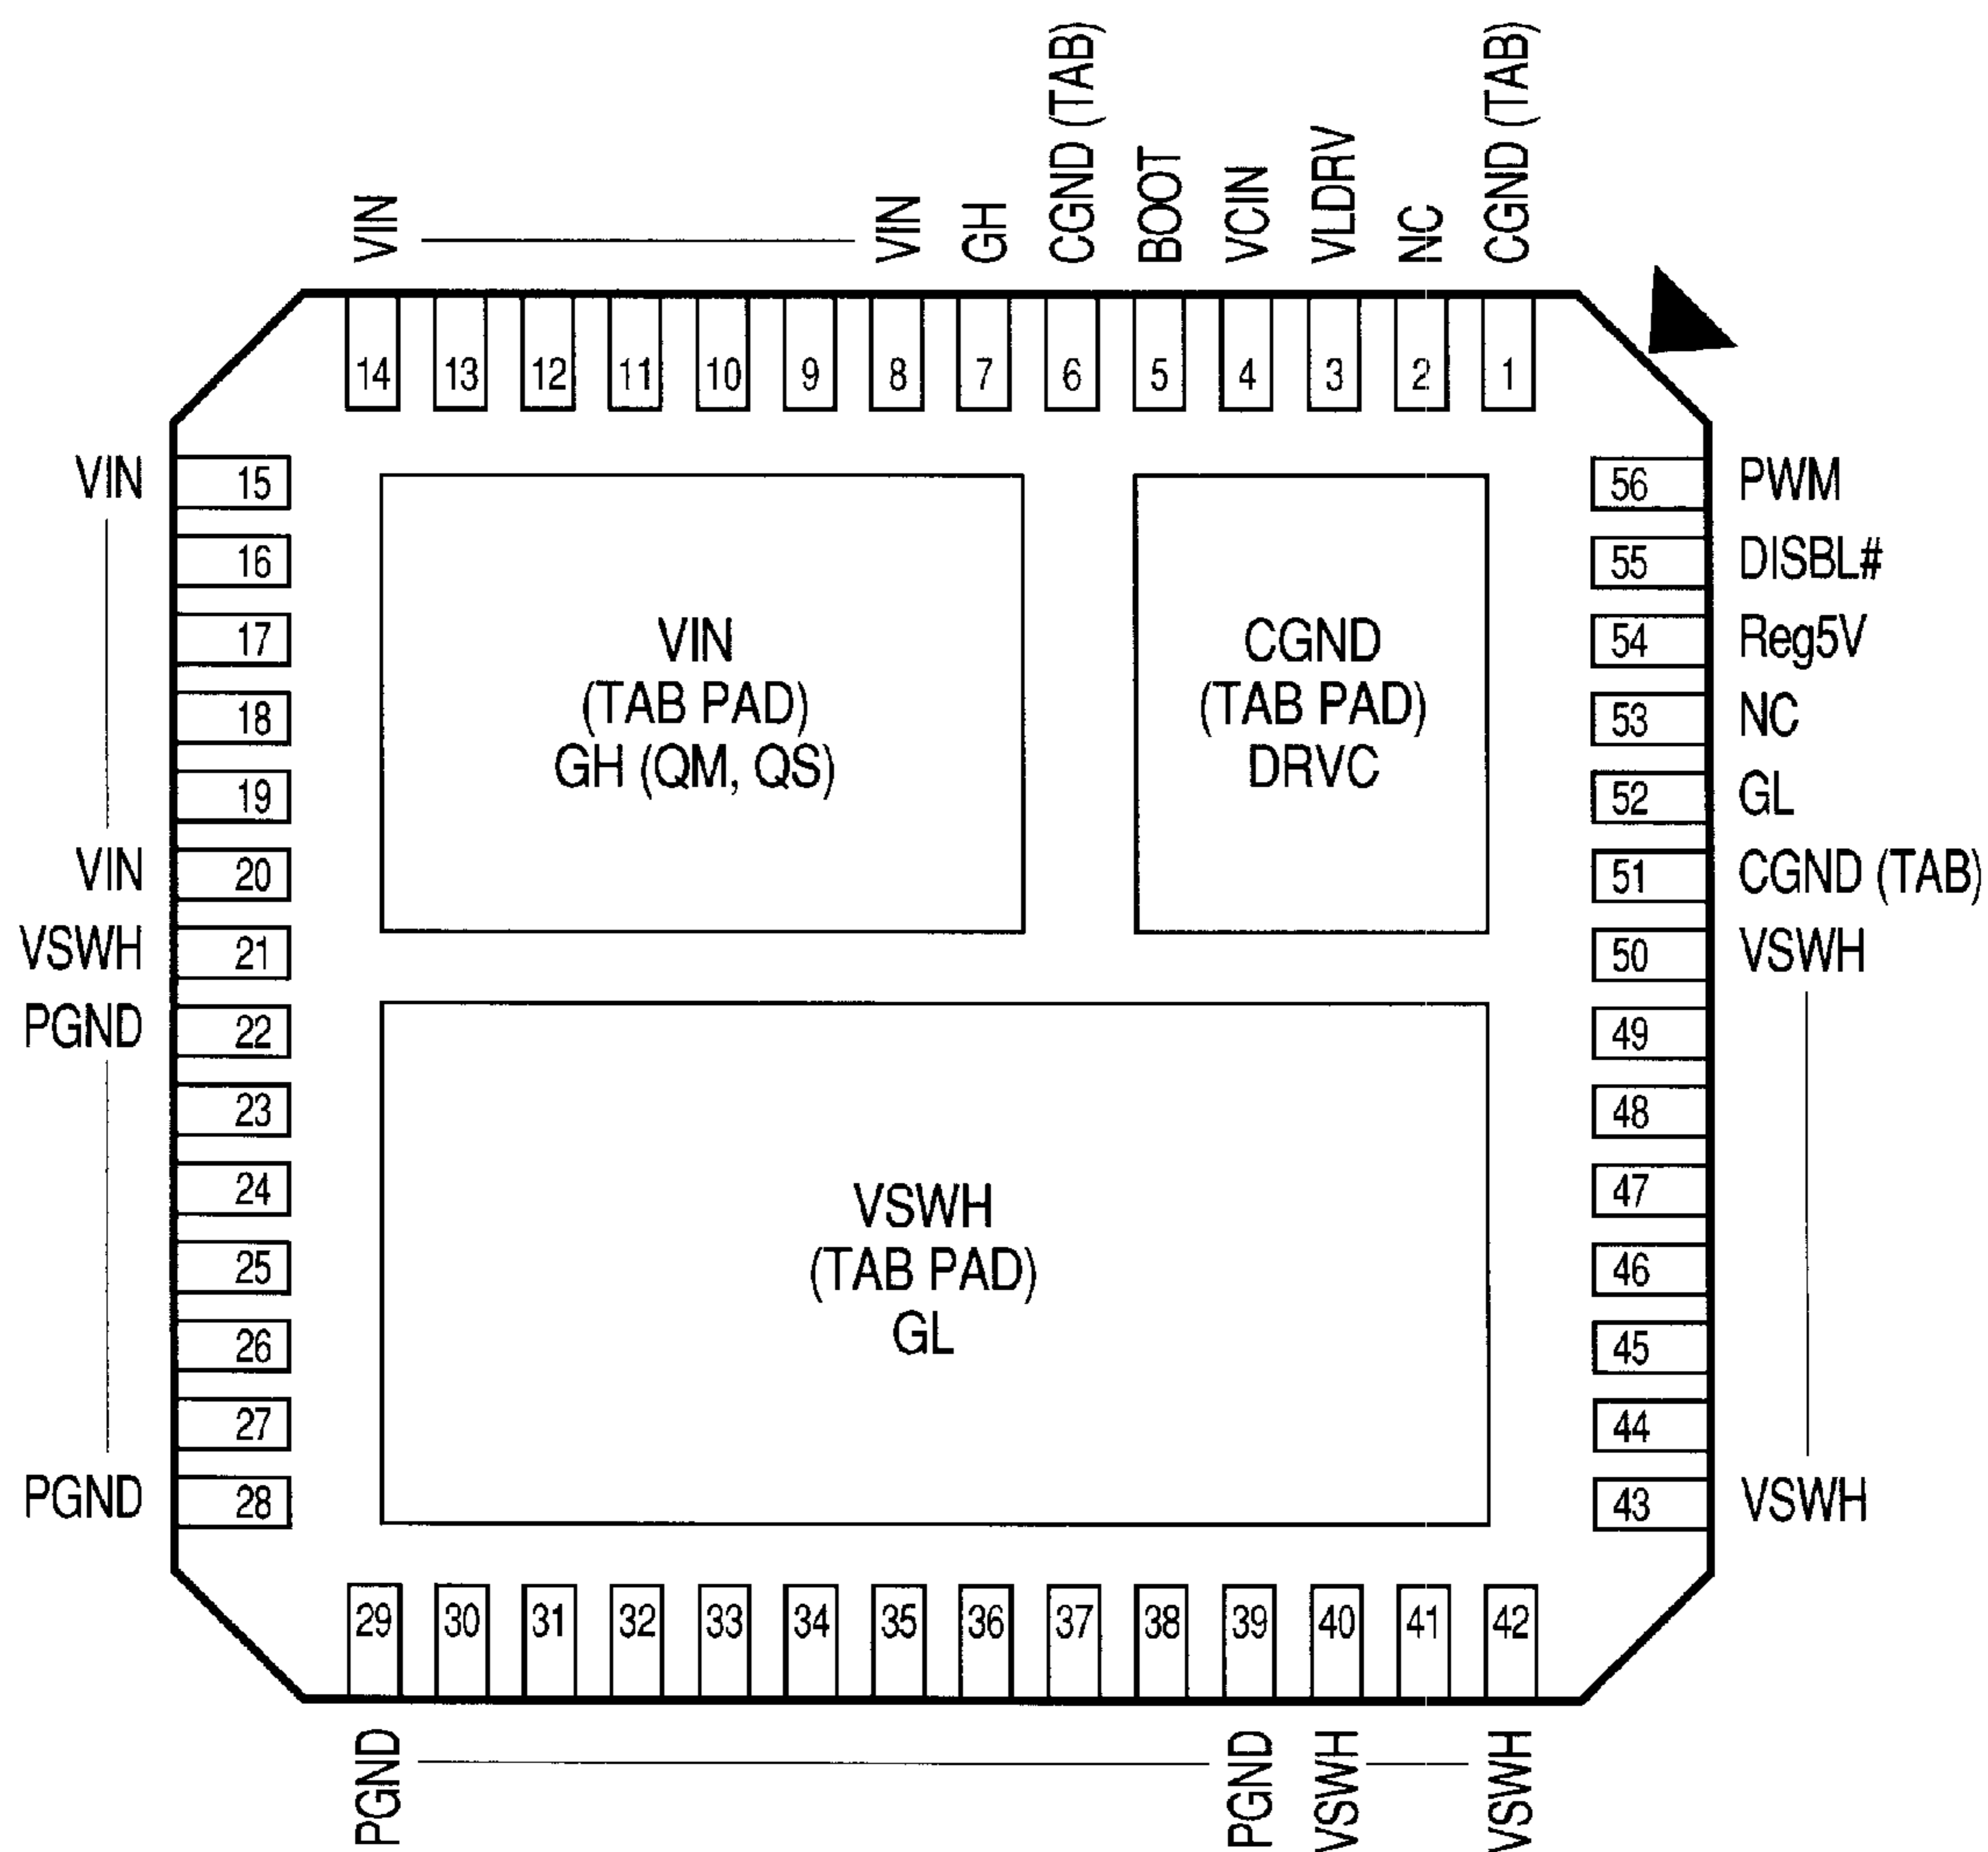 VIN
VIN
GH
CGND (TAB)
BOOT
VCIN
VLDRV
NC
CGND (TAB)
14 13 12 11 10 9 8 7 6 5 4 3 2 1
VIN 15
16
17
18
19
VIN 20
VSWH 21
PGND 22
23
24
25
26
27
PGND 28
VIN
(TAB PAD)
GH (QM, QS)
CGND
(TAB PAD)
DRVC
VSWH
(TAB PAD)
GL
56 PWM
55 DISBL#
54 Reg5V
53 NC
52 GL
51 CGND (TAB)
50 VSWH
49
48
47
46
45
44
43 VSWH
29 30 31 32 33 34 35 36 37 38 39 40 41 42
PGND
PGND
VSWH
VSWH